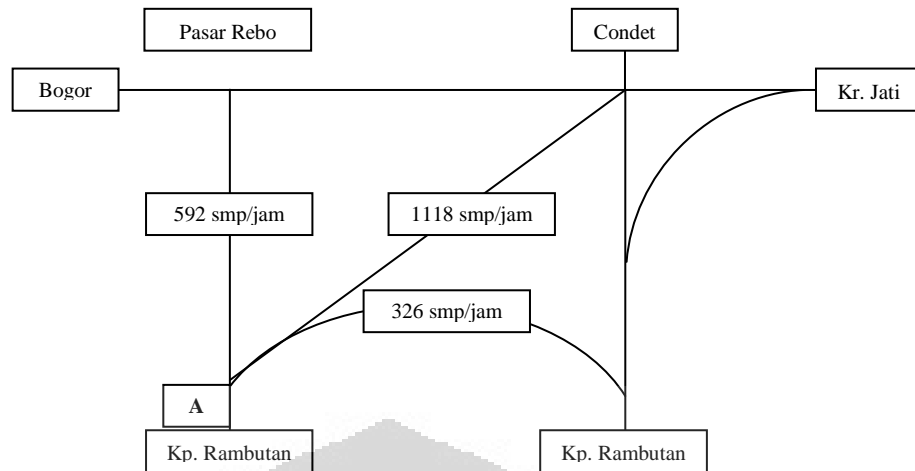 Pasar Rebo
Condet
Bogor
Kr. Jati
592 smp/jam
1118 smp/jam
326 smp/jam
A
Kp. Rambutan
Kp. Rambutan